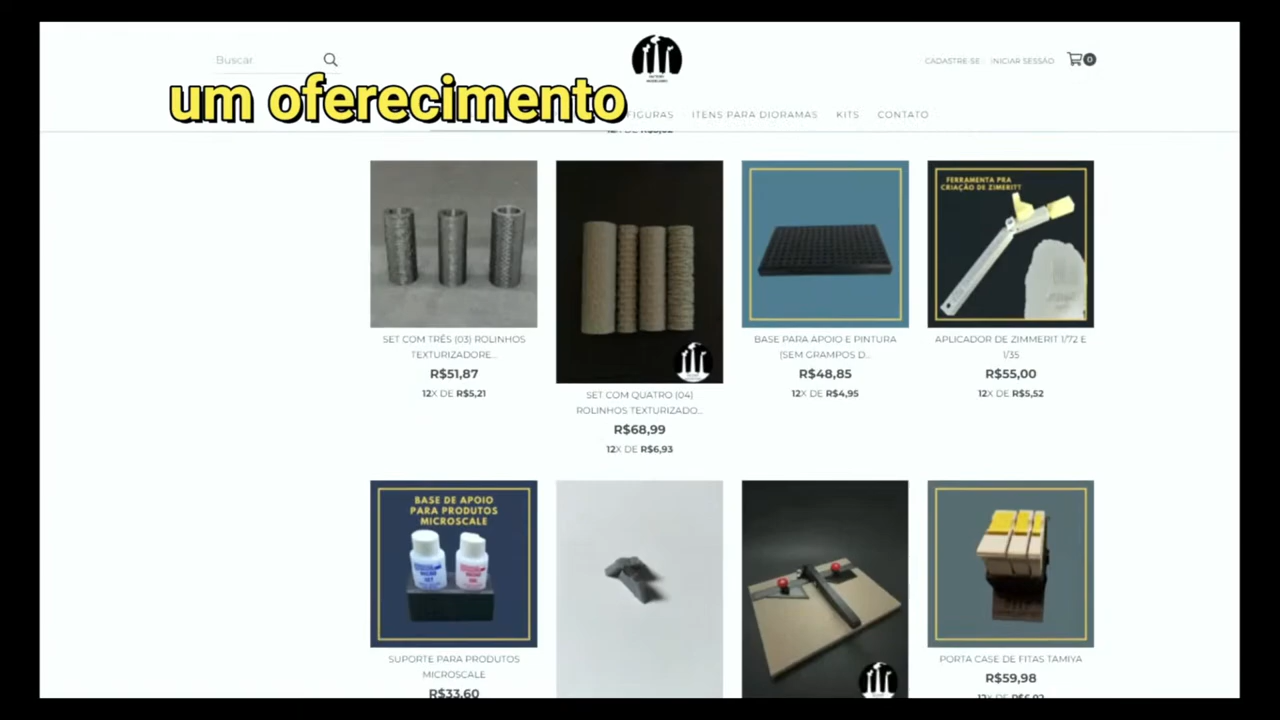 Buscar
CADASTRE-SE
INICIAR SESSÃO
0
um oferecimento
FIGURAS
ITENS PARA DIORAMAS
KITS
CONTATO
FERRAMENTA PRA
CRIAÇÃO DE ZIMERITT
SET COM TRÊS (03) ROLINHOS
TEXTURIZADORE...
R$51,87
12X DE R$5,21
SET COM QUATRO (04)
ROLINHOS TEXTURIZADO...
R$68,99
12X DE R$6,93
BASE PARA APOIO E PINTURA
(SEM GRAMPOS D...
R$48,85
12X DE R$4,95
APLICADOR DE ZIMMERIT 1/72 E
1/35
R$55,00
12X DE R$5,52
BASE DE APOIO
PARA PRODUTOS
MICROSCALE
SUPORTE PARA PRODUTOS
MICROSCALE
R$33,60
PORTA CASE DE FITAS TAMIYA
R$59,98